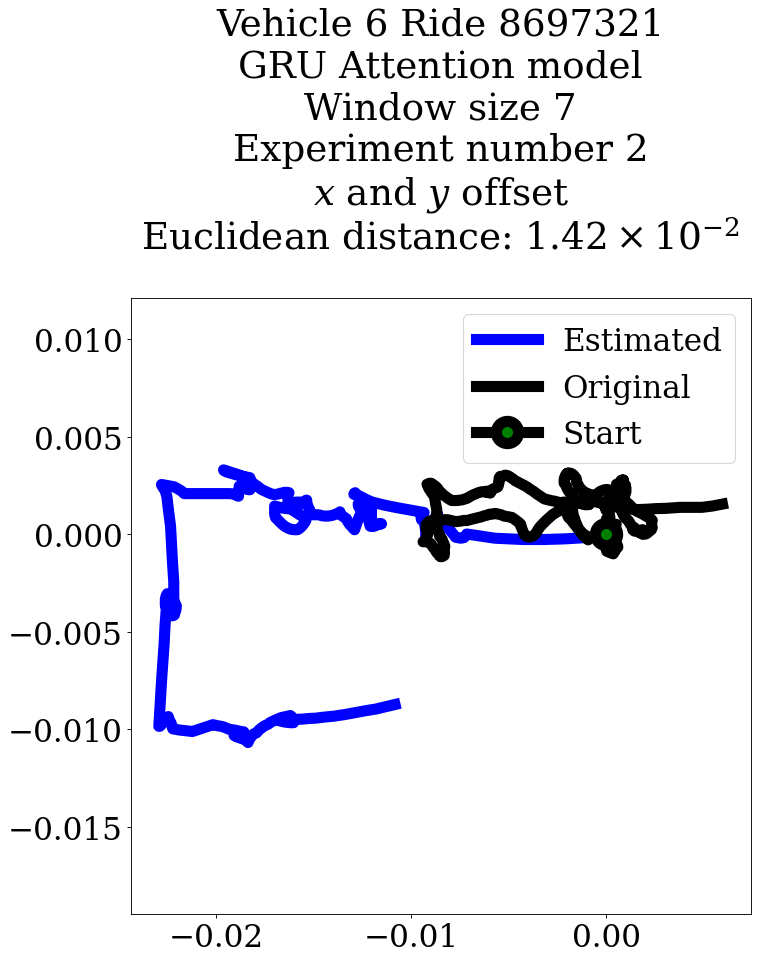 Vehicle 6 Ride 8697321
GRU Attention model
Window size 7
Experiment number 2
x and y offset
Euclidean distance: 1.42 × 10⁻²
Estimated
Original
Start
0.010
0.005
0.000
−0.005
−0.010
−0.015
−0.02
−0.01
0.00